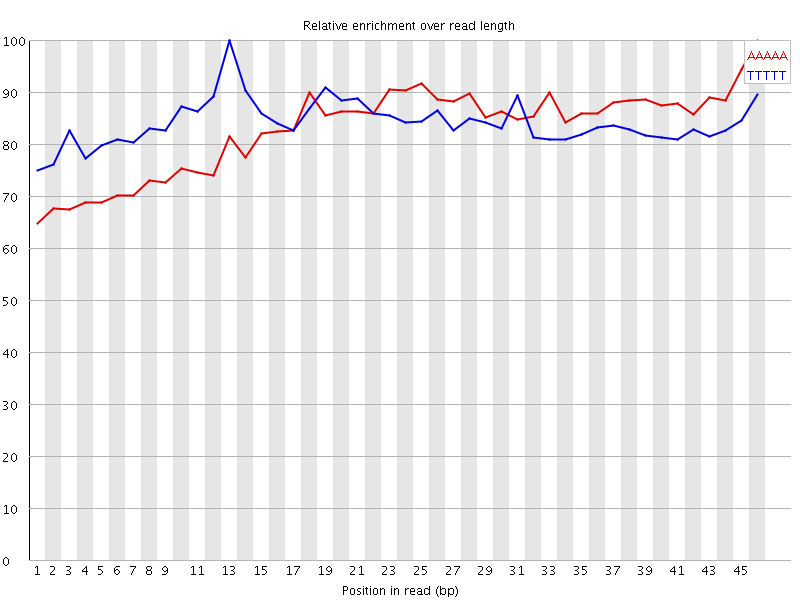 Relative enrichment over read length
100
90
80
70
60
50
40
30
20
10
0
AAAAA
TTTTT
1 2 3 4 5 6 7 8 9 11 13 15 17 19 21 23 25 27 29 31 33 35 37 39 41 43 45
Position in read (bp)